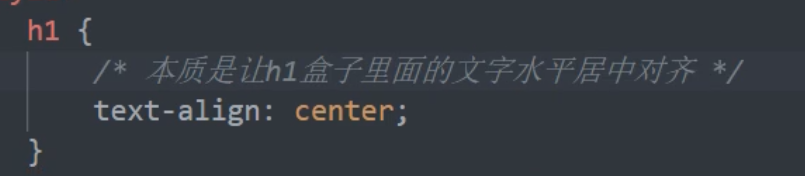 h1 {
/* 本质是让h1盒子里面的文字水平居中对齐 */
text-align: center;
}